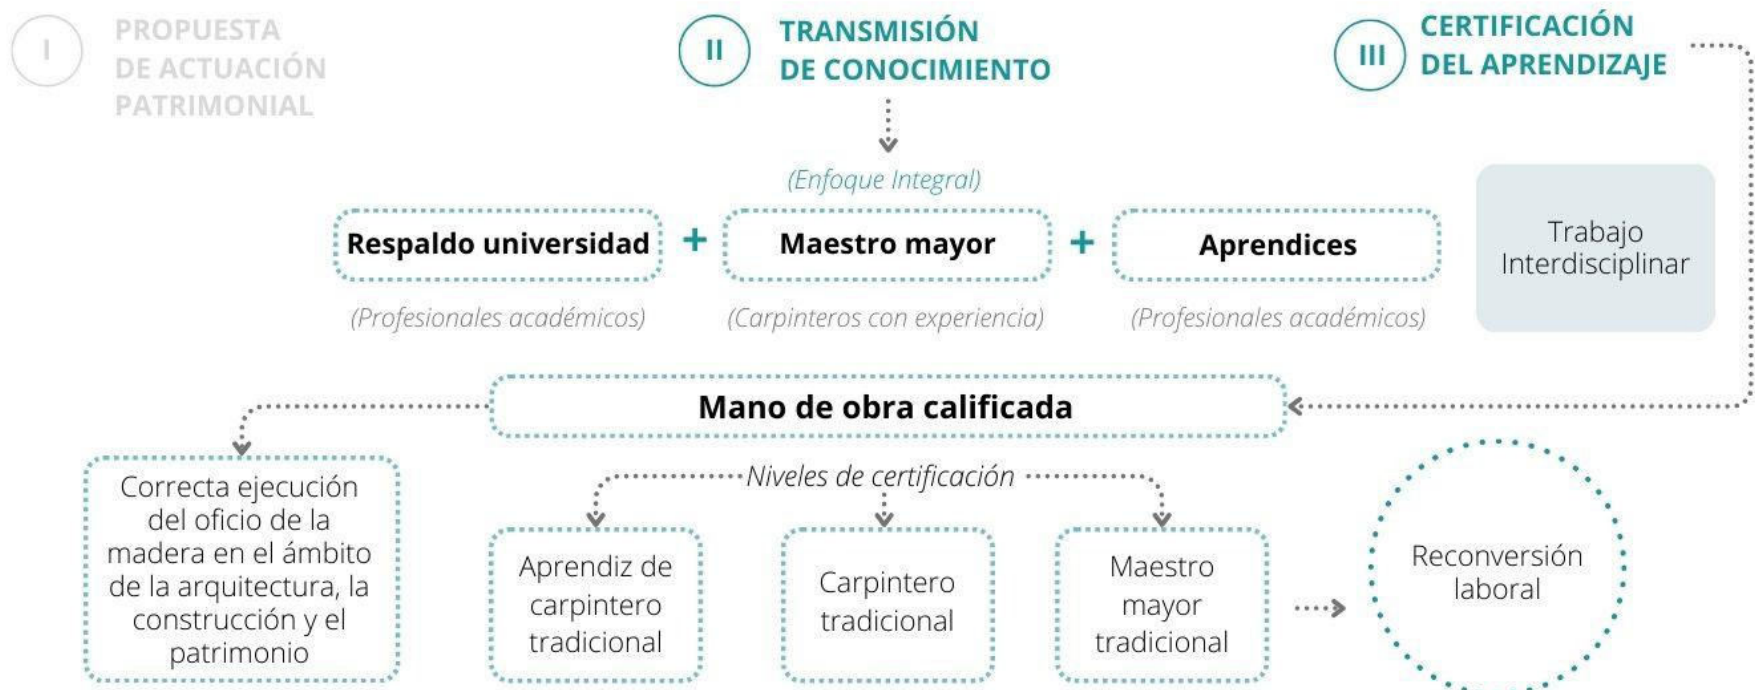 I
PROPUESTA
DE ACTUACIÓN
PATRIMONIAL
II
TRANSMISIÓN
DE CONOCIMIENTO
III
CERTIFICACIÓN
DEL APRENDIZAJE
(Enfoque Integral)
Respaldo universidad
+
Maestro mayor
+
Aprendices
(Profesionales académicos)
(Carpinteros con experiencia)
(Profesionales académicos)
Trabajo
Interdisciplinar
Mano de obra calificada
Correcta ejecución
del oficio de la
madera en el ámbito
de la arquitectura, la
construcción y el
patrimonio
Niveles de certificación
Aprendiz de
carpintero
tradicional
Carpintero
tradicional
Maestro
mayor
tradicional
Reconversión
laboral